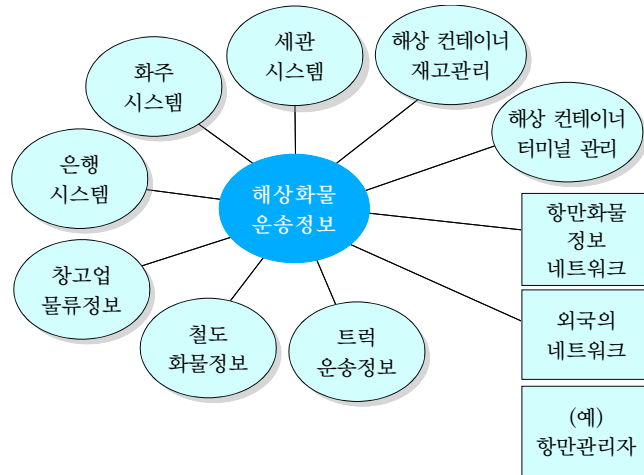 세관
시스템
해상 컨테이너
재고관리
화주
시스템
해상 컨테이너
터미널 관리
은행
시스템
해상화물
운송정보
항만화물
정보
네트워크
창고업
물류정보
철도
화물정보
트럭
운송정보
외국의
네트워크
(예)
항만관리자